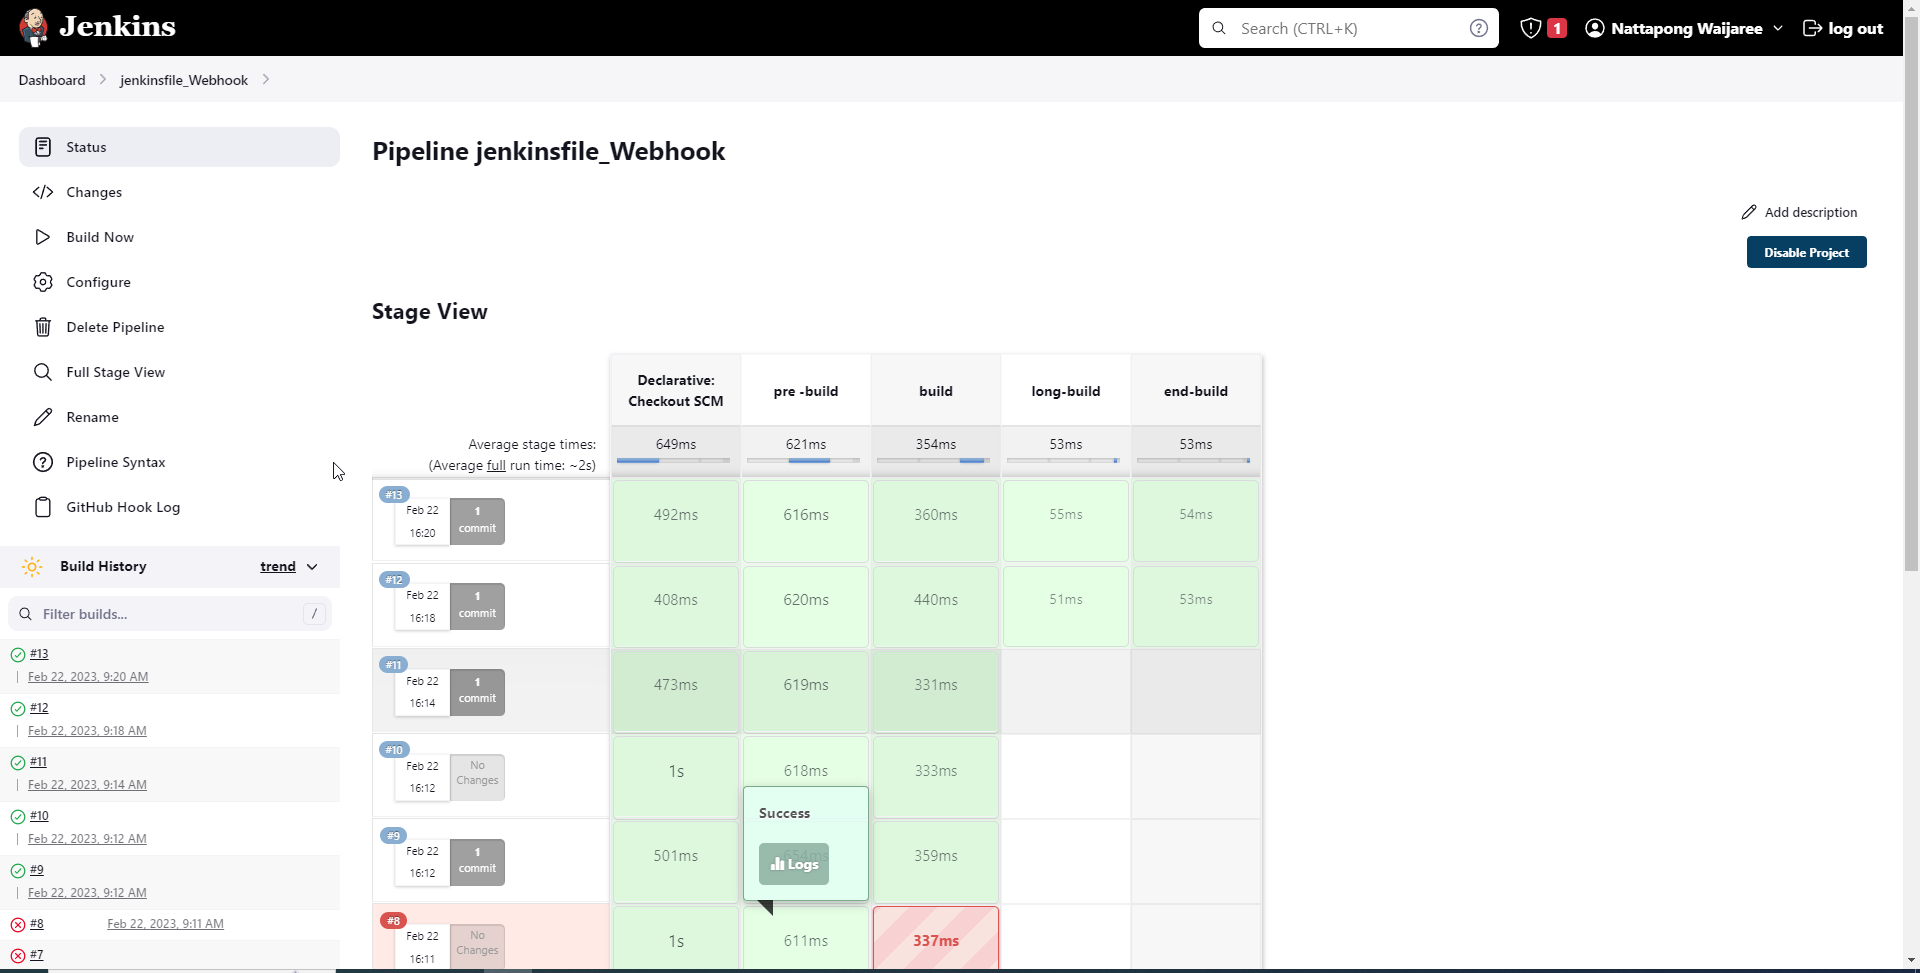 Jenkins
Search (CTRL+K)
1
Nattapong Waijaree
log out
Dashboard
jenkinsfile_Webhook
Status
Changes
Build Now
Configure
Delete Pipeline
Full Stage View
Rename
Pipeline Syntax
GitHub Hook Log
Build History
trend
Filter builds...
/
#13
Feb 22, 2023, 9:20 AM
#12
Feb 22, 2023, 9:18 AM
#11
Feb 22, 2023, 9:14 AM
#10
Feb 22, 2023, 9:12 AM
#9
Feb 22, 2023, 9:12 AM
#8 Feb 22, 2023, 9:11 AM
#7
Pipeline jenkinsfile_Webhook
Add description
Disable Project
Stage View
Declarative: Checkout SCM
pre -build
build
long-build
end-build
Average stage times:
(Average full run time: ~2s)
649ms 621ms 354ms 53ms 53ms
#13
Feb 22
16:20
1
commit
492ms 616ms 360ms 55ms 54ms
#12
Feb 22
16:18
1
commit
408ms 620ms 440ms 51ms 53ms
#11
Feb 22
16:14
1
commit
473ms 619ms 331ms
#10
Feb 22
16:12
No
Changes
1s 618ms 333ms
Success
Logs
#9
Feb 22
16:12
1
commit
501ms 359ms
#8
Feb 22
16:11
No
Changes
1s 611ms 337ms